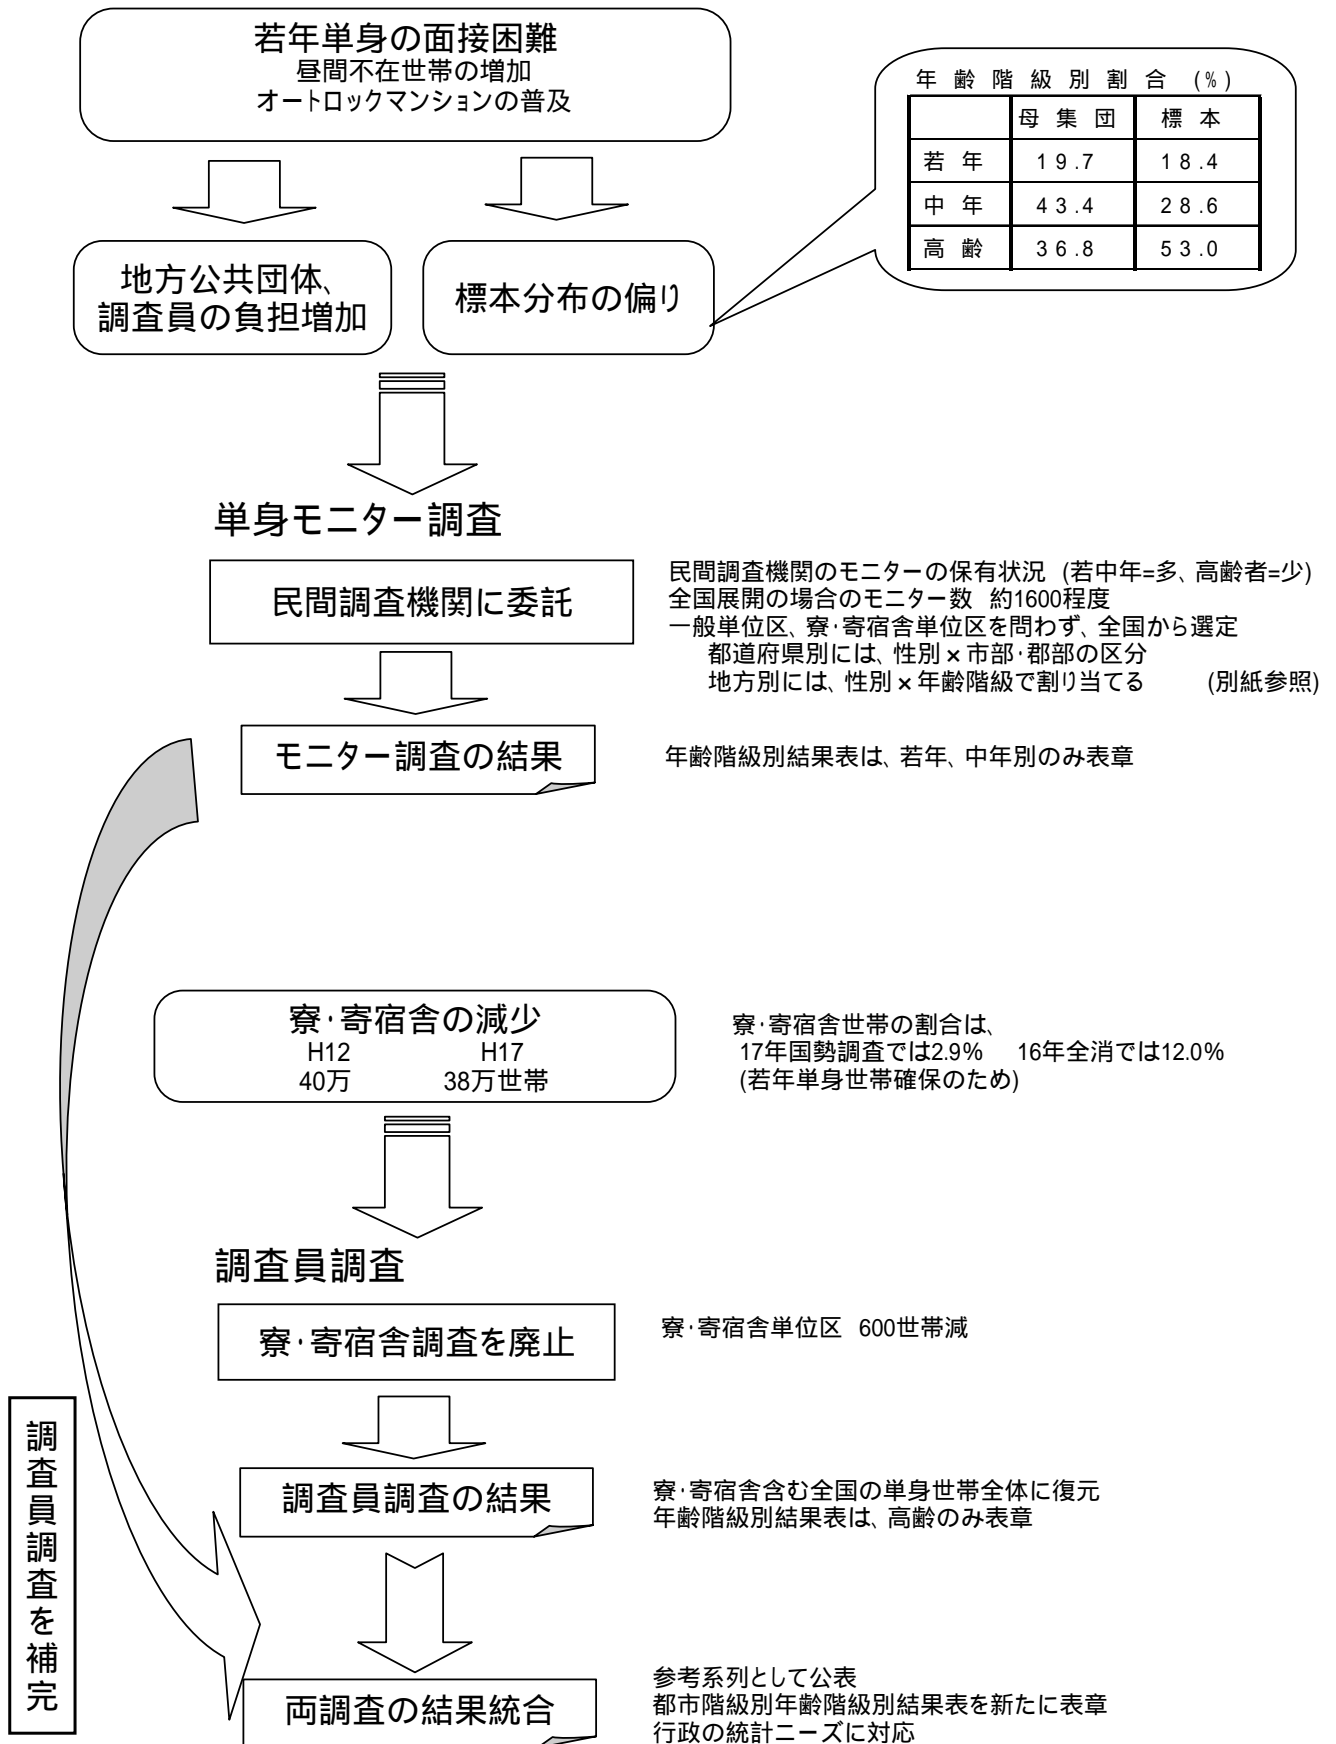 若年単身の面接困難
昼間不在世帯の増加
オートロックマンションの普及
年齢階級別割合(%)
母集団 標本
若年 19.7 18.4
中年 43.4 28.6
高齢 36.8 53.0
地方公共団体、
調査員の負担増加
標本分布の偏り
単身モニター調査
民間調査機関に委託
民間調査機関のモニターの保有状況 (若中年=多、高齢者=少)
全国展開の場合のモニター数 約1600程度
一般単位区、寮・寄宿舎単位区を問わず、全国から選定
都道府県別には、性別×市部・郡部の区分
地方別には、性別×年齢階級で割り当てる (別紙参照)
モニター調査の結果
年齢階級別結果表は、若年、中年別のみ表章
寮・寄宿舎の減少
H12 H17
40万 38万世帯
寮・寄宿舎世帯の割合は、
17年国勢調査では2.9% 16年全消では12.0%
(若年単身世帯確保のため)
調査員調査
寮・寄宿舎調査を廃止
寮・寄宿舎単位区 600世帯減
調査員調査の結果
寮・寄宿舎含む全国の単身世帯全体に復元
年齢階級別結果表は、高齢のみ表章
調査員調査を補完
両調査の結果統合
参考系列として公表
都市階級別年齢階級別結果表を新たに表章
行政の統計ニーズに対応